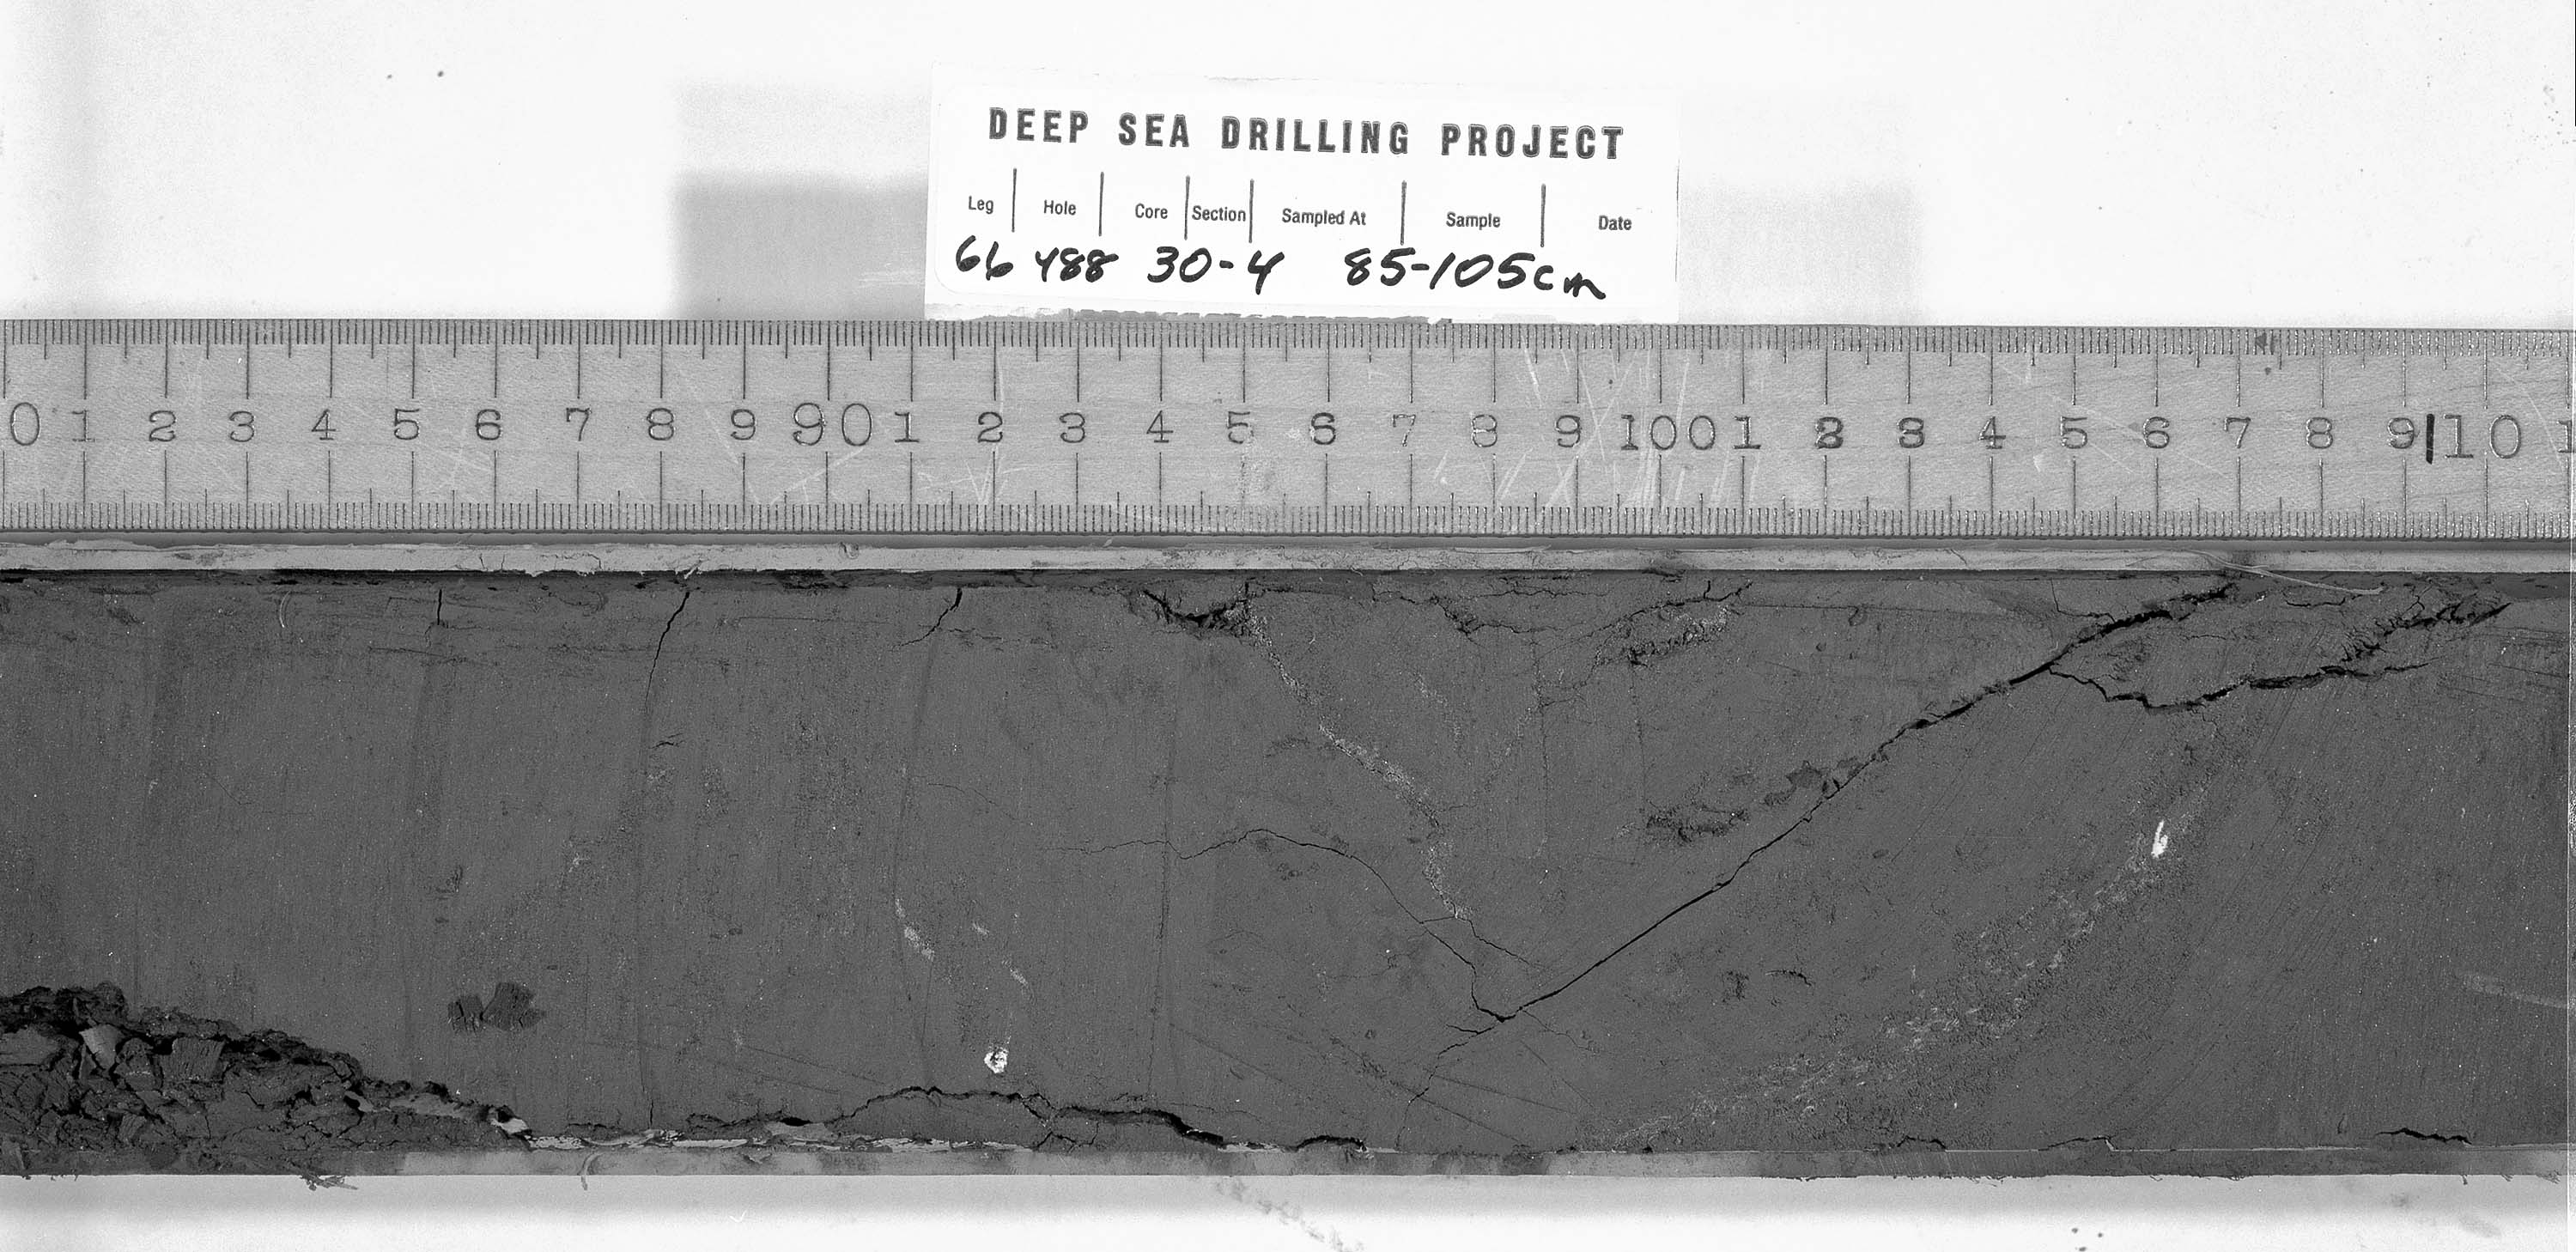 DEEP SEA DRILLING PROJECT
Leg Hole Core Section Sampled At Sample Date
66 488 30-4 85-105cm
0 1 2 3 4 5 6 7 8 9 90 1 2 3 4 5 6 7 8 9 100 1 2 3 4 5 6 7 8 9 110 1